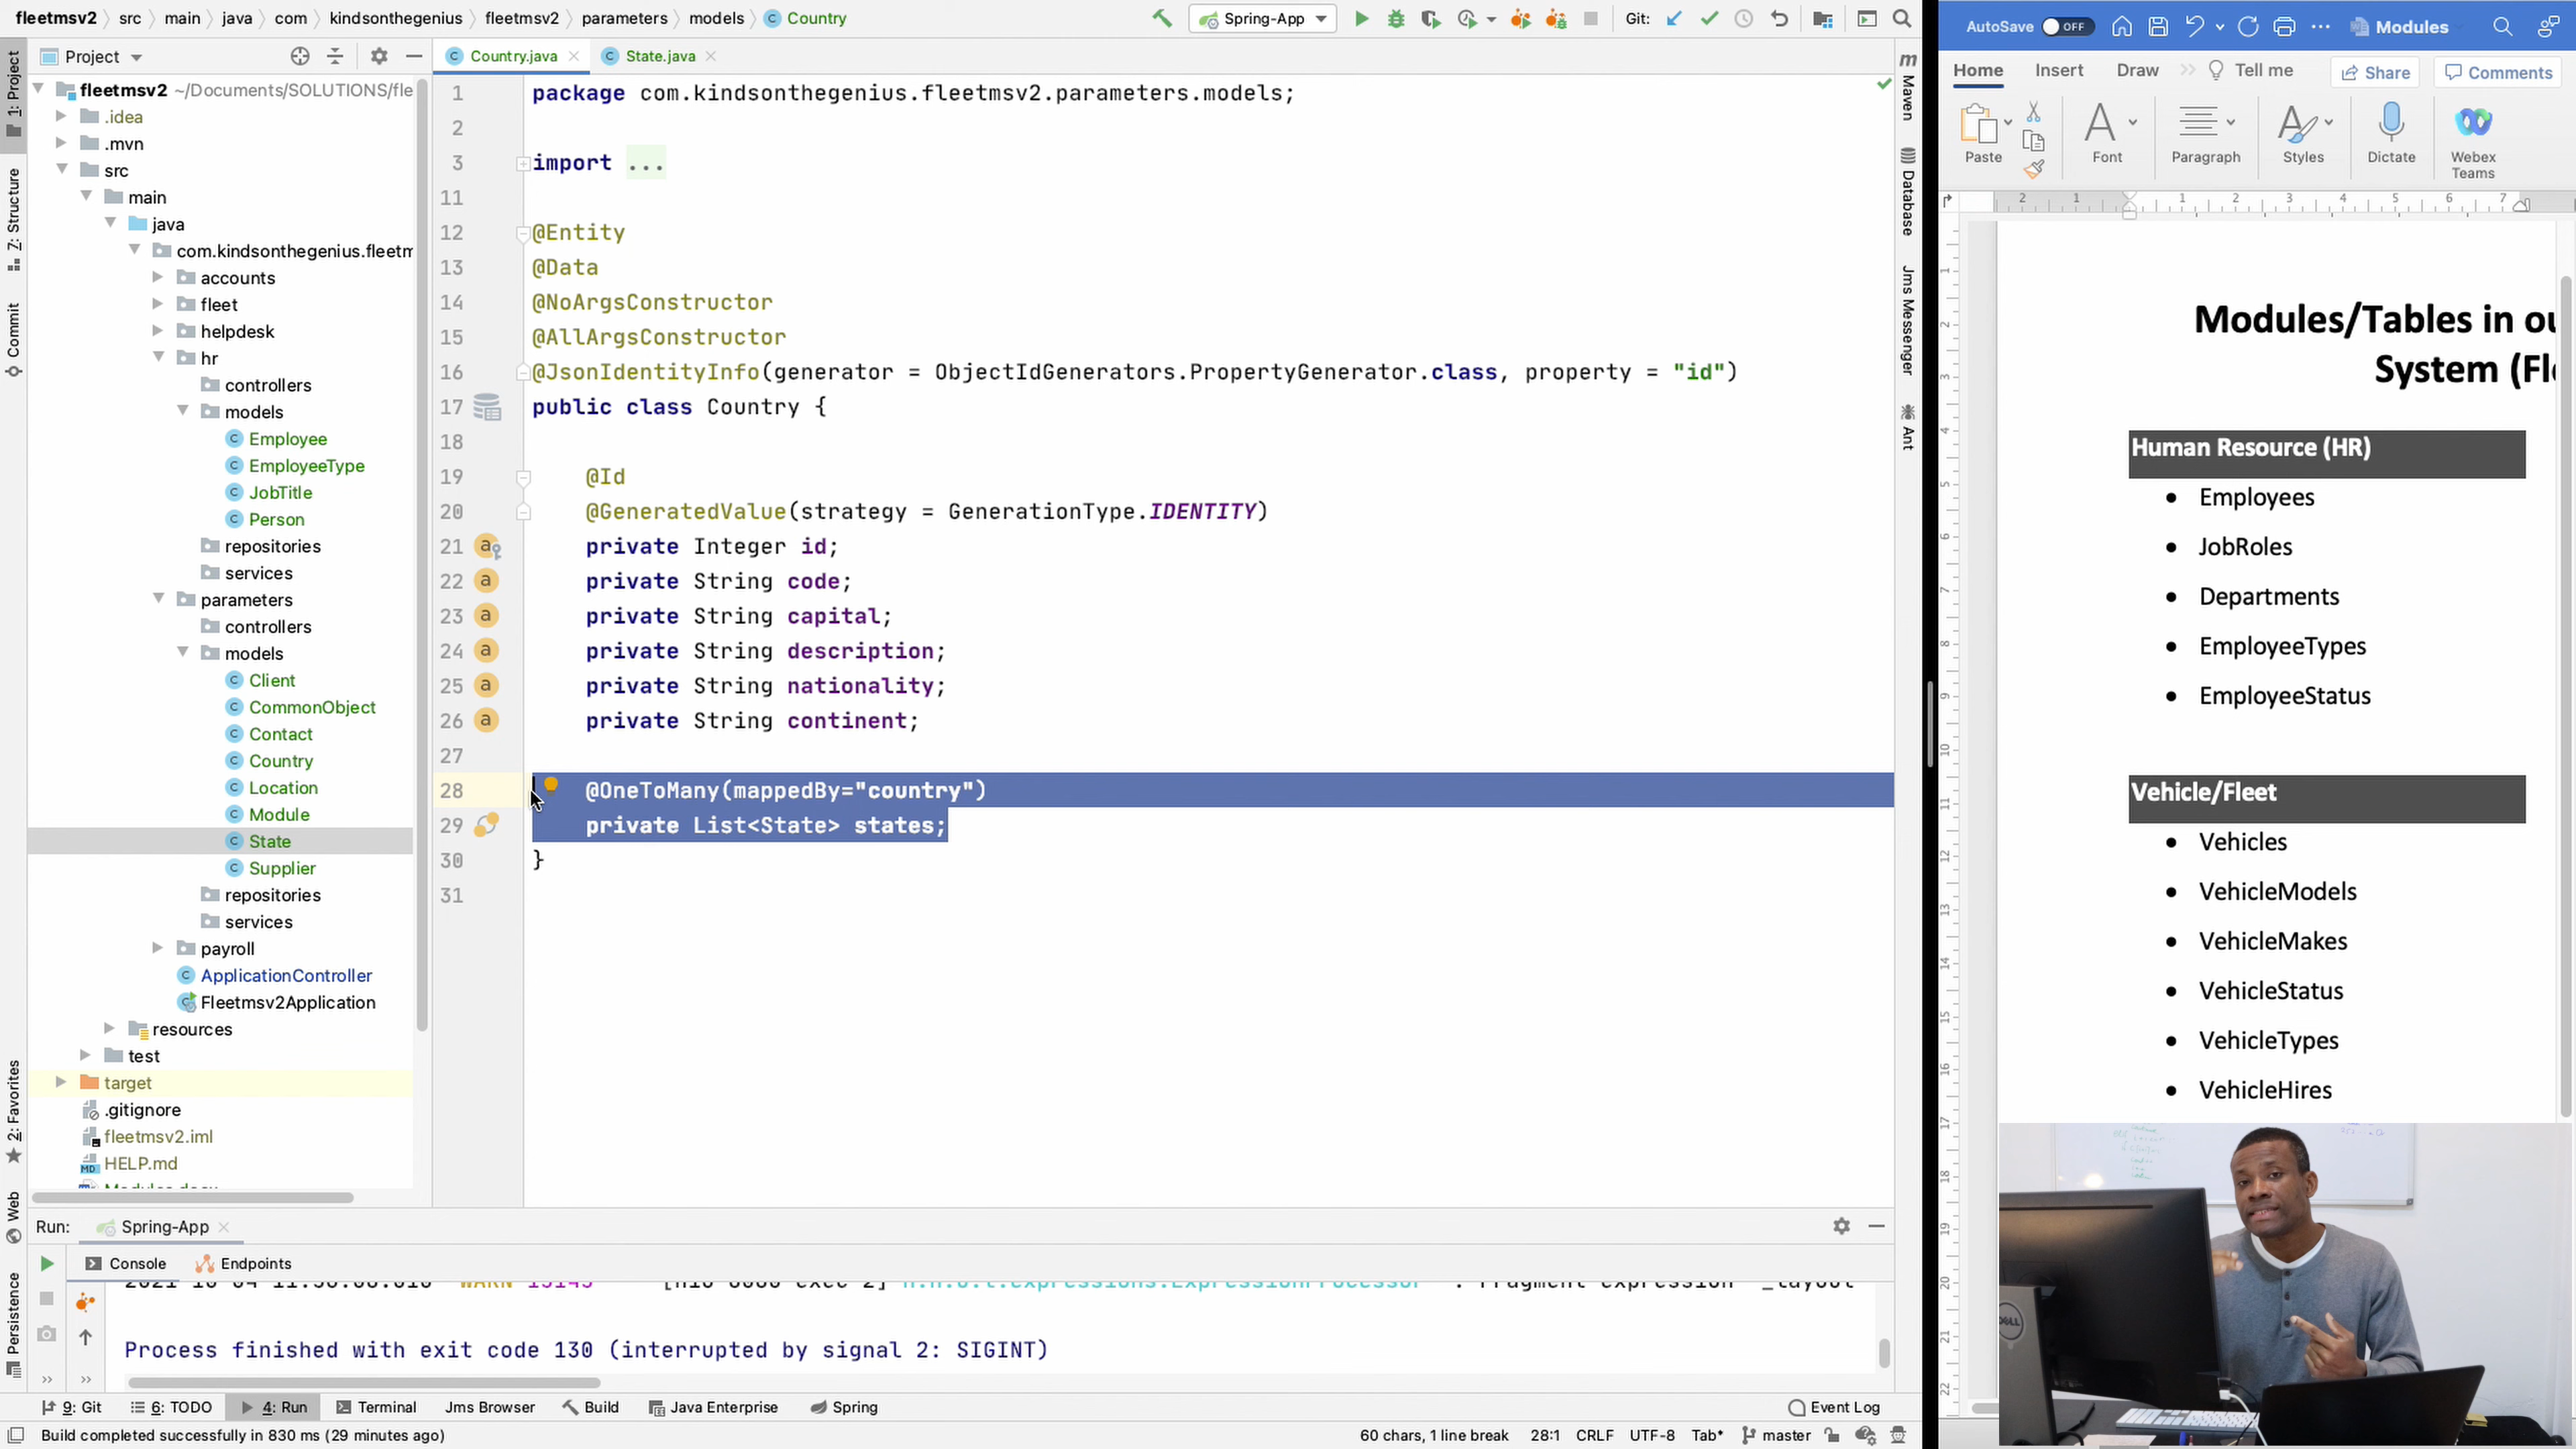 fleetmsv2 src main java com kindsonthegenius fleetmsv2 parameters models Country
Spring-App
Git:
Project
Country.java
State.java
1: Project
7: Structure
Commit
2: Favorites
Web
Persistence
fleetmsv2 ~/Documents/SOLUTIONS/fle
.idea
.mvn
src
main
java
com.kindsonthegenius.fleetm
accounts
fleet
helpdesk
hr
controllers
models
Employee
EmployeeType
JobTitle
Person
repositories
services
parameters
controllers
models
Client
CommonObject
Contact
Country
Location
Module
State
Supplier
repositories
services
payroll
ApplicationController
Fleetmsv2Application
resources
test
target
.gitignore
fleetmsv2.iml
HELP.md
Modules.docx
1 package com.kindsonthegenius.fleetmsv2.parameters.models;
2
3 import ...
11
12 @Entity
13 @Data
14 @NoArgsConstructor
15 @AllArgsConstructor
16 @JsonIdentityInfo(generator = ObjectIdGenerators.PropertyGenerator.class, property = "id")
17 public class Country {
18
19 @Id
20 @GeneratedValue(strategy = GenerationType.IDENTITY)
21 private Integer id;
22 private String code;
23 private String capital;
24 private String description;
25 private String nationality;
26 private String continent;
27
28 @OneToMany(mappedBy="country")
29 private List<State> states;
30 }
31
Maven
Database
Jms Messenger
Ant
Run: Spring-App
Console Endpoints
Process finished with exit code 130 (interrupted by signal 2: SIGINT)
9: Git 6: TODO 4: Run Terminal Jms Browser Build Java Enterprise Spring Event Log
Build completed successfully in 830 ms (29 minutes ago)
60 chars, 1 line break 28:1 CRLF UTF-8 Tab* master
AutoSave OFF Modules
Home Insert Draw Tell me Share Comments
Paste Font Paragraph Styles Dictate Webex Teams
2 1 1 2 3 4 5 6 7
Modules/Tables in ou
System (Fl
Human Resource (HR)
• Employees
• JobRoles
• Departments
• EmployeeTypes
• EmployeeStatus
Vehicle/Fleet
• Vehicles
• VehicleModels
• VehicleMakes
• VehicleStatus
• VehicleTypes
• VehicleHires
DELL